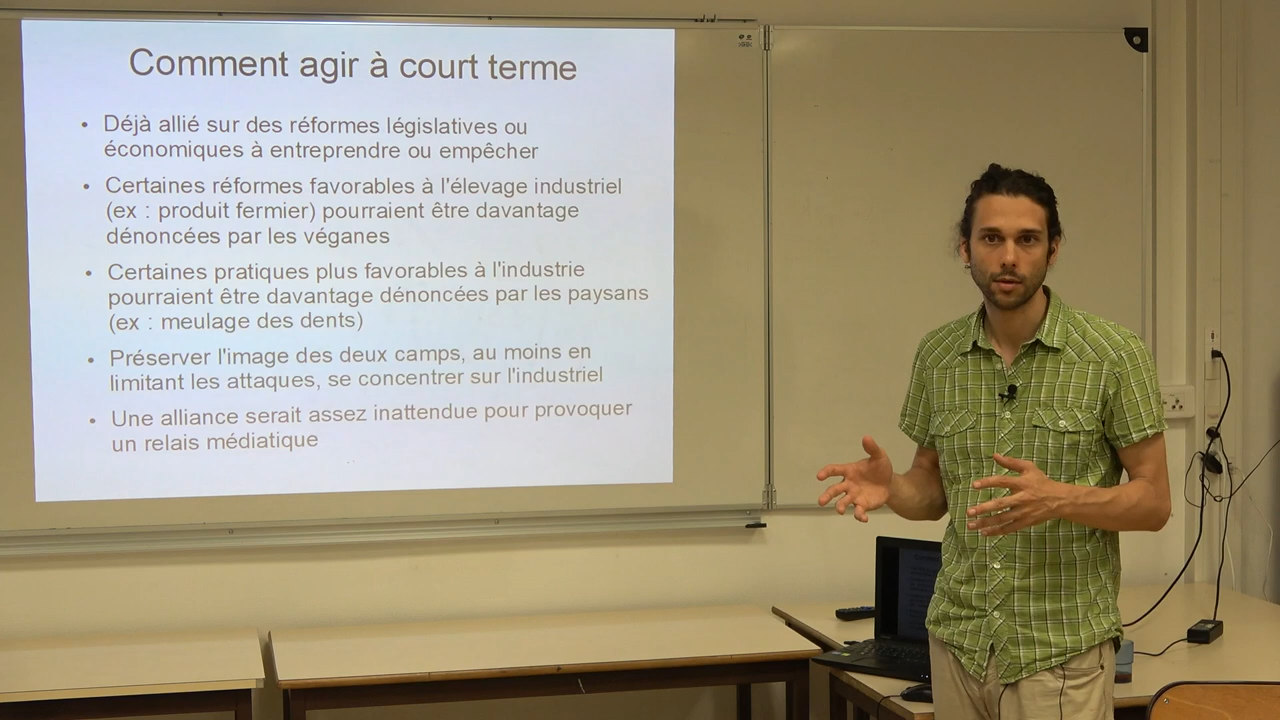 Comment agir à court terme
• Déjà allié sur des réformes législatives ou
économiques à entreprendre ou empêcher
• Certaines réformes favorables à l'élevage industriel
(ex : produit fermier) pourraient être davantage
dénoncées par les véganes
• Certaines pratiques plus favorables à l'industrie
pourraient être davantage dénoncées par les paysans
(ex : meulage des dents)
• Préserver l'image des deux camps, au moins en
limitant les attaques, se concentrer sur l'industriel
• Une alliance serait assez inattendue pour provoquer
un relais médiatique